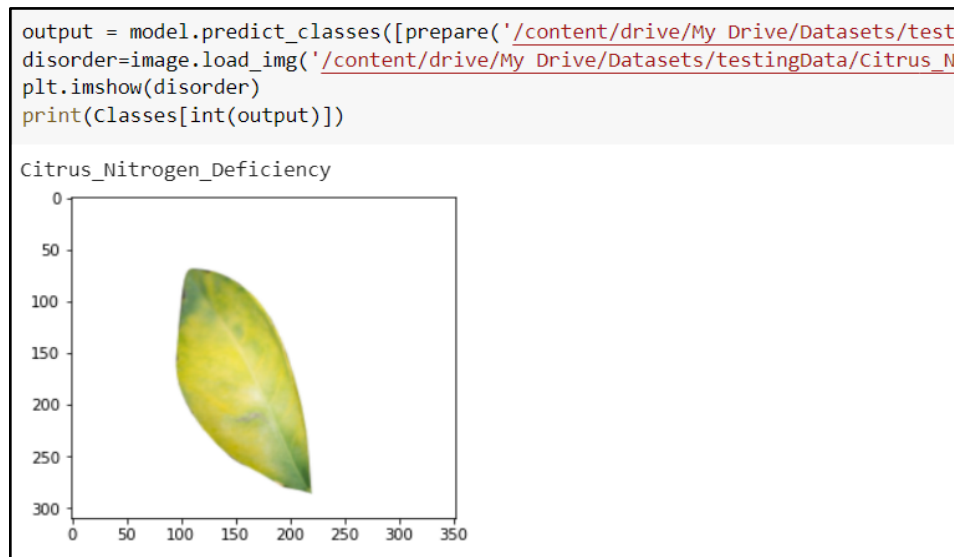 output = model.predict_classes([prepare('/content/drive/My Drive/Datasets/test
disorder=image.load_img('/content/drive/My Drive/Datasets/testingData/Citrus_N
plt.imshow(disorder)
print(Classes[int(output)])
Citrus_Nitrogen_Deficiency
0
50
100
150
200
250
300
0 50 100 150 200 250 300 350